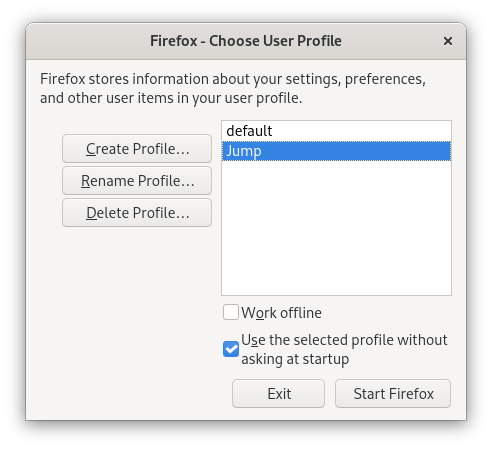 Firefox - Choose User Profile
Firefox stores information about your settings, preferences,
and other user items in your user profile.
Create Profile...
Rename Profile...
Delete Profile...
default
Jump
Work offline
Use the selected profile without
asking at startup
Exit
Start Firefox